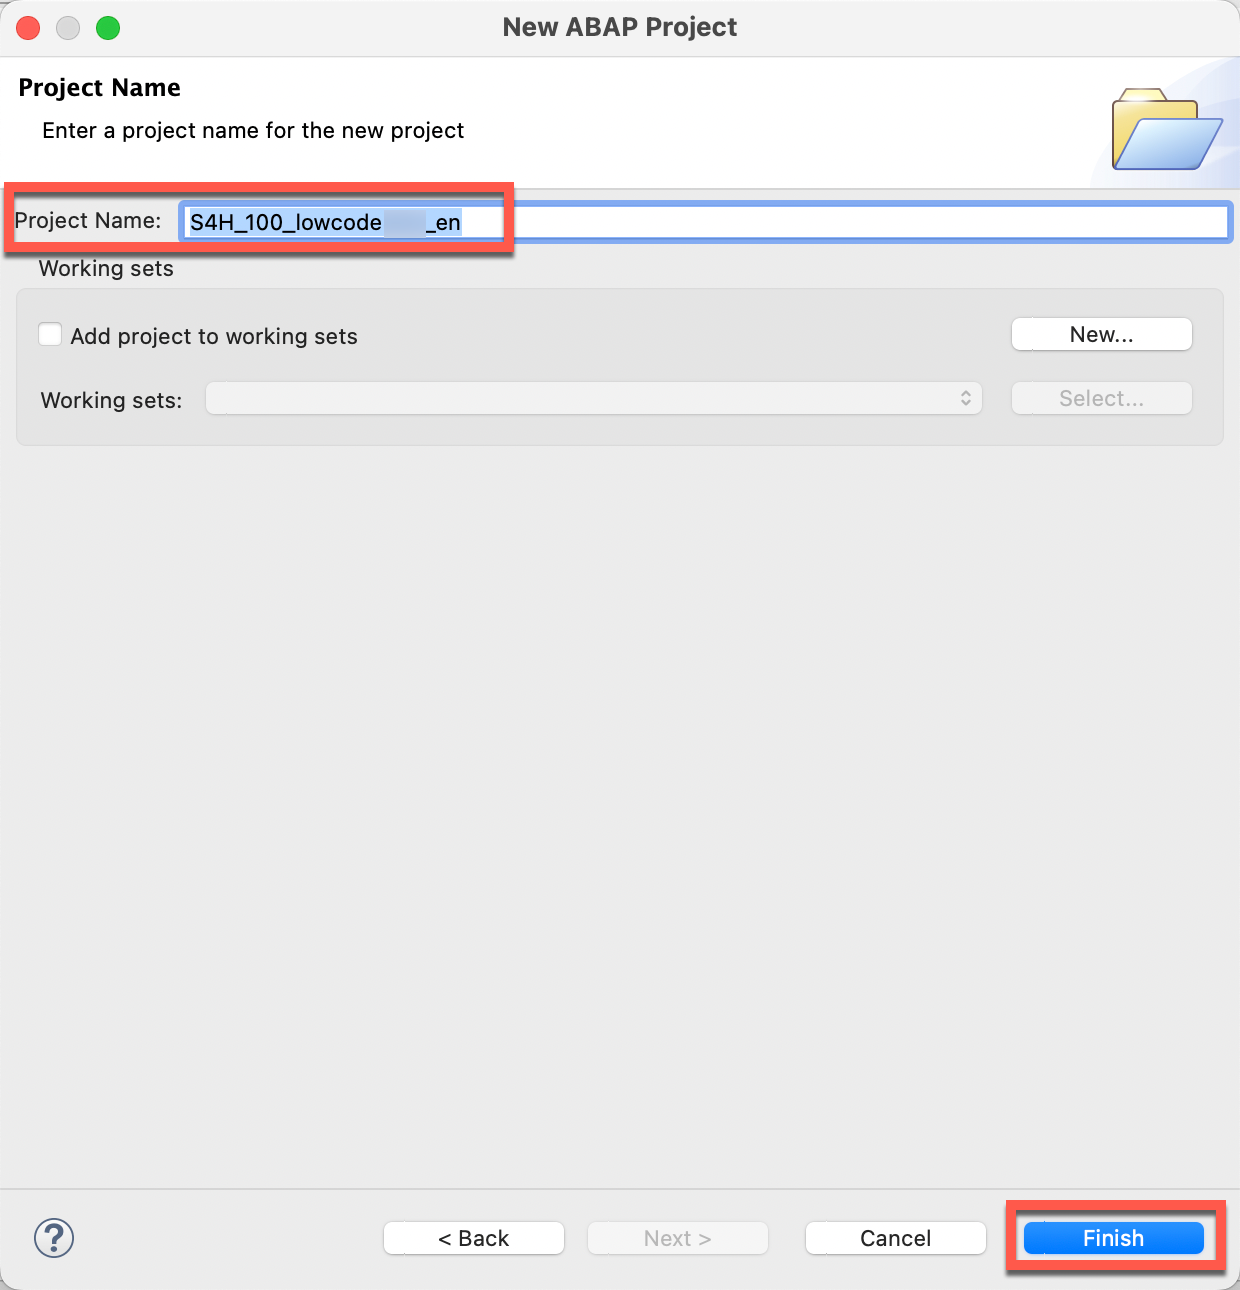 New ABAP Project
Project Name
Enter a project name for the new project
Project Name: S4H_100_lowcode _en
Working sets
Add project to working sets
New...
Working sets:
Select...
?
< Back
Next >
Cancel
Finish